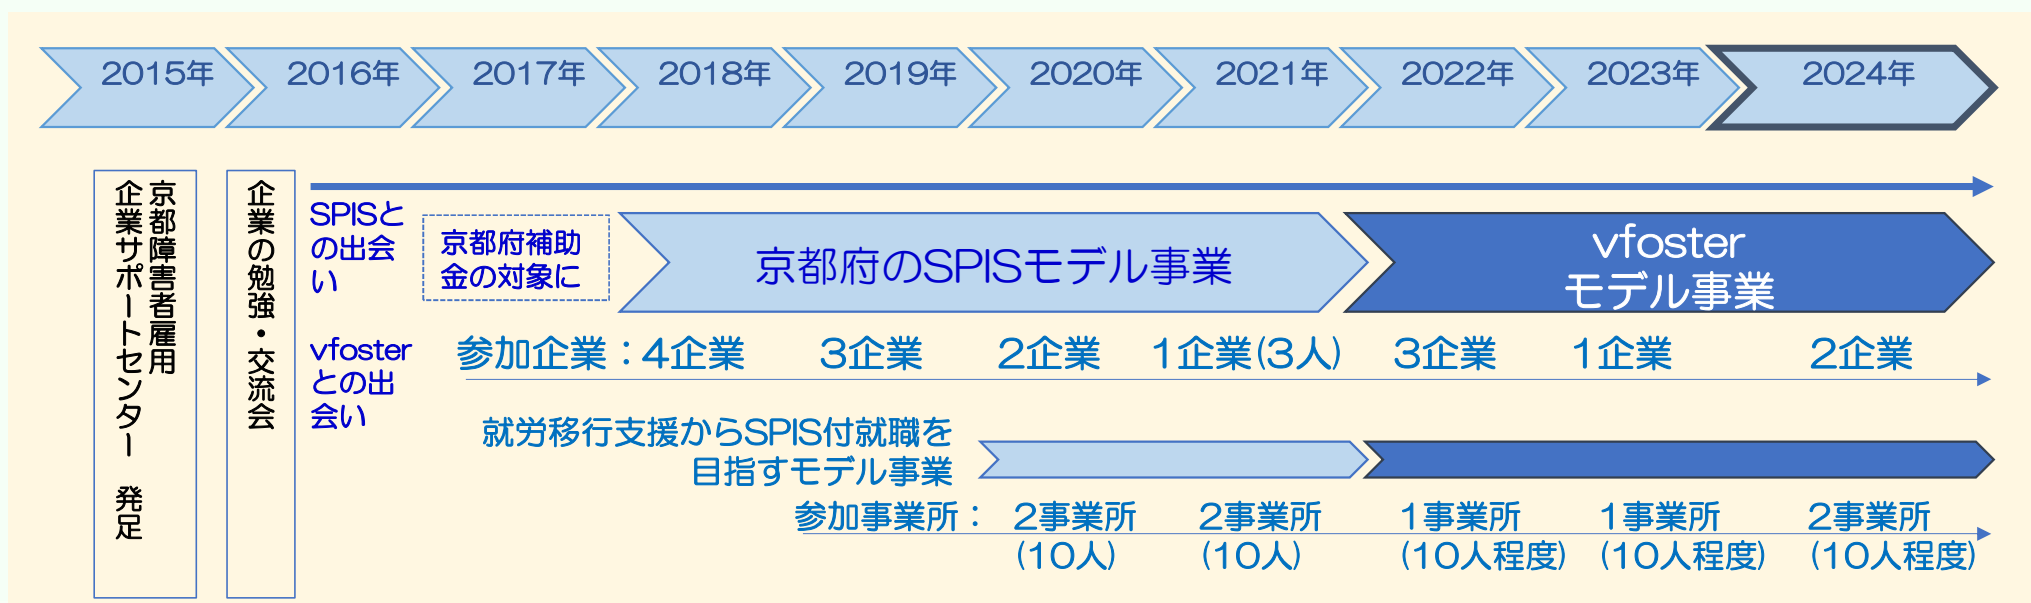 2015年
2016年
2017年
2018年
2019年
2020年
2021年
2022年
2023年
2024年
京都障害者雇用
企業サポートセンター　発足
企業の勉強・交流会
SPISと
の出会
い
vfoster
との出
会い
京都府補助
金の対象に
京都府のSPISモデル事業
vfoster
モデル事業
参加企業：4企業
3企業
2企業
1企業(3人)
3企業
1企業
2企業
就労移行支援からSPIS付就職を
目指すモデル事業
参加事業所：
2事業所
(10人)
2事業所
(10人)
1事業所
(10人程度)
1事業所
(10人程度)
2事業所
(10人程度)